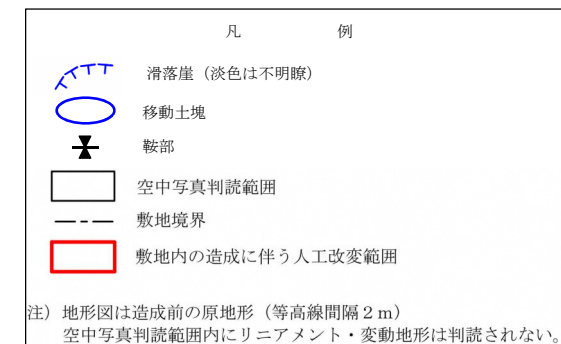 凡 例
滑落崖（淡色は不明瞭）
移動土塊
鞍部
空中写真判読範囲
敷地境界
敷地内の造成に伴う人工改変範囲
注）地形図は造成前の原地形（等高線間隔２ｍ）
空中写真判読範囲内にリニアメント・変動地形は判読されない。